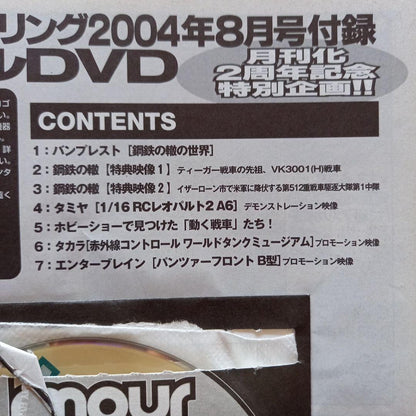 リング2004年8月号付録
ルDVD
月刊化
2周年記念
特別企画!!
CONTENTS
1：バンプレスト［鋼鉄の轍の世界］
2：鋼鉄の轍［特典映像1］ティーガー戦車の先祖、VK3001(H)戦車
3：鋼鉄の轍［特典映像2］イザーローン市で米軍に降伏する第512重戦車駆逐大隊第1中隊
4：タミヤ［1/16 RCレオパルト2 A6］デモンストレーション映像
5：ホビーショーで見つけた「動く戦車」たち！
6：タカラ[赤外線コントロール ワールドタンクミュージアム]プロモーション映像
7：エンターブレイン［パンツァーフロント B型］プロモーション映像
mour